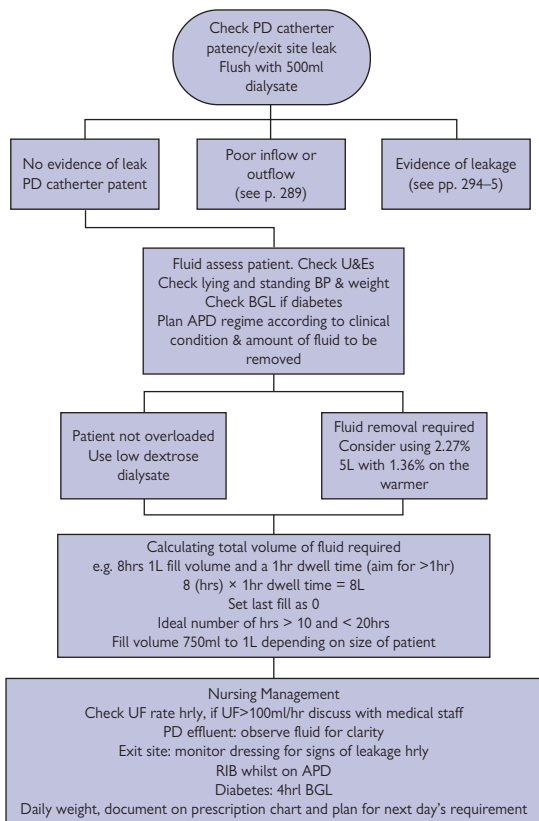 Check PD catherter
patency/exit site leak
Flush with 500ml
dialysate
No evidence of leak
PD catherter patent
Poor inflow or
outflow
(see p. 289)
Evidence of leakage
(see pp. 294–5)
Fluid assess patient. Check U&Es
Check lying and standing BP & weight
Check BGL if diabetes
Plan APD regime according to clinical
condition & amount of fluid to be
removed
Patient not overloaded
Use low dextrose
dialysate
Fluid removal required
Consider using 2.27%
5L with 1.36% on the
warmer
Calculating total volume of fluid required
e.g. 8hrs 1L fill volume and a 1hr dwell time (aim for >1hr)
8 (hrs) × 1hr dwell time = 8L
Set last fill as 0
Ideal number of hrs > 10 and < 20hrs
Fill volume 750ml to 1L depending on size of patient
Nursing Management
Check UF rate hrly, if UF>100ml/hr discuss with medical staff
PD effluent: observe fluid for clarity
Exit site: monitor dressing for signs of leakage hrly
RIB whilst on APD
Diabetes: 4hrl BGL
Daily weight, document on prescription chart and plan for next day's requirement